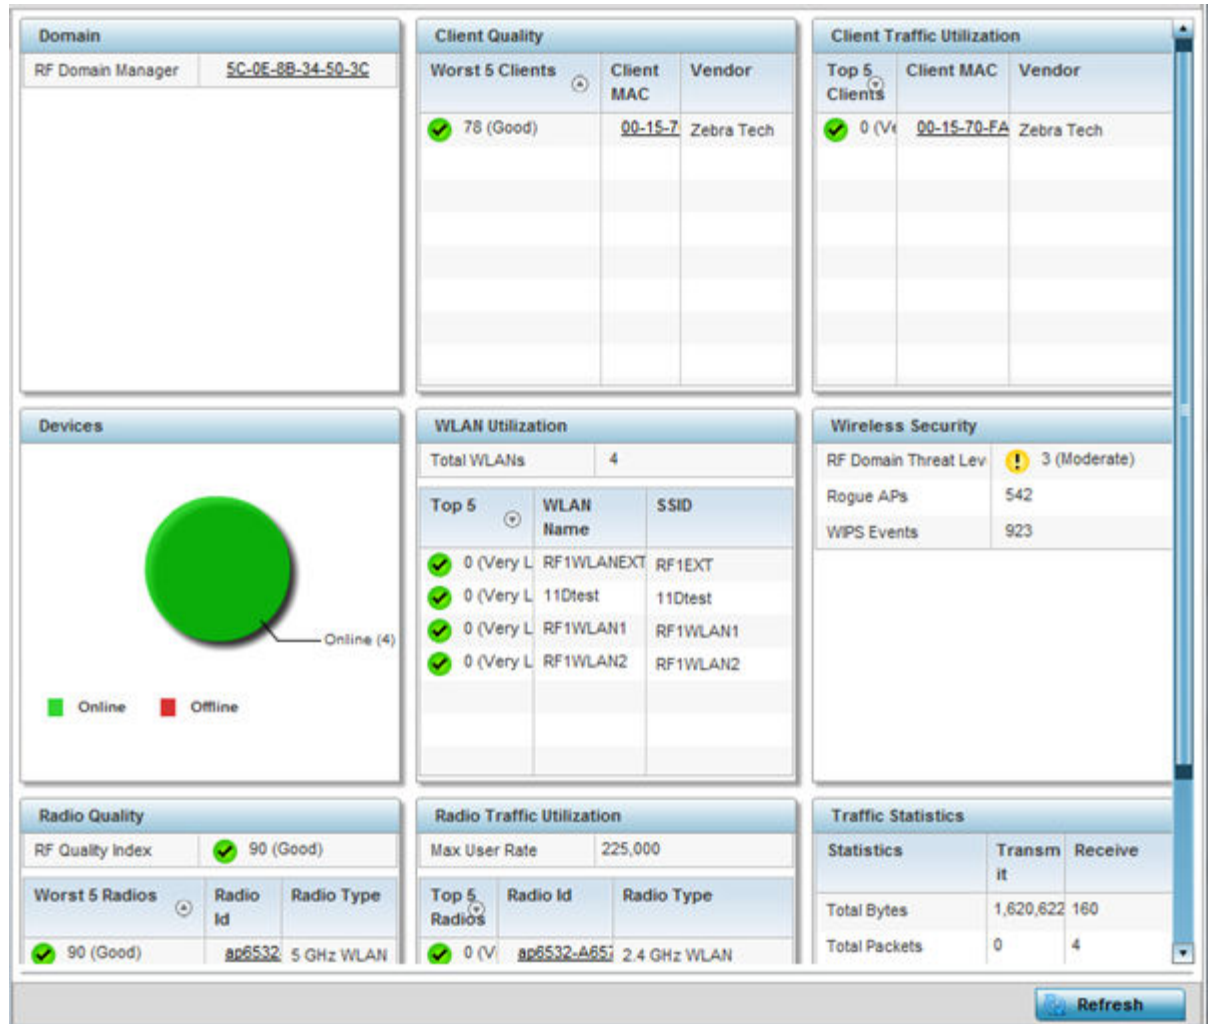 Domain
RF Domain Manager 5C-0E-8B-34-50-3C
Client Quality
Worst 5 Clients Client MAC Vendor
78 (Good) 00-15-7 Zebra Tech
Client Traffic Utilization
Top 5 Clients Client MAC Vendor
0 (Ve 00-15-70-FA Zebra Tech
Devices
Online (4)
Online Offline
WLAN Utilization
Total WLANs 4
Top 5 WLAN Name SSID
0 (Very L RF1WLANEXT RF1EXT
0 (Very L 11Dtest 11Dtest
0 (Very L RF1WLAN1 RF1WLAN1
0 (Very L RF1WLAN2 RF1WLAN2
Wireless Security
RF Domain Threat Lev 3 (Moderate)
Rogue APs 542
WIPS Events 923
Radio Quality
RF Quality Index 90 (Good)
Worst 5 Radios Radio Id Radio Type
90 (Good) ap6532 5 GHz WLAN
Radio Traffic Utilization
Max User Rate 225,000
Top 5 Radios Radio Id Radio Type
0 (V ap6532-A657 2.4 GHz WLAN
Traffic Statistics
Statistics Transmit Receive
Total Bytes 1,620,622 160
Total Packets 0 4
Refresh